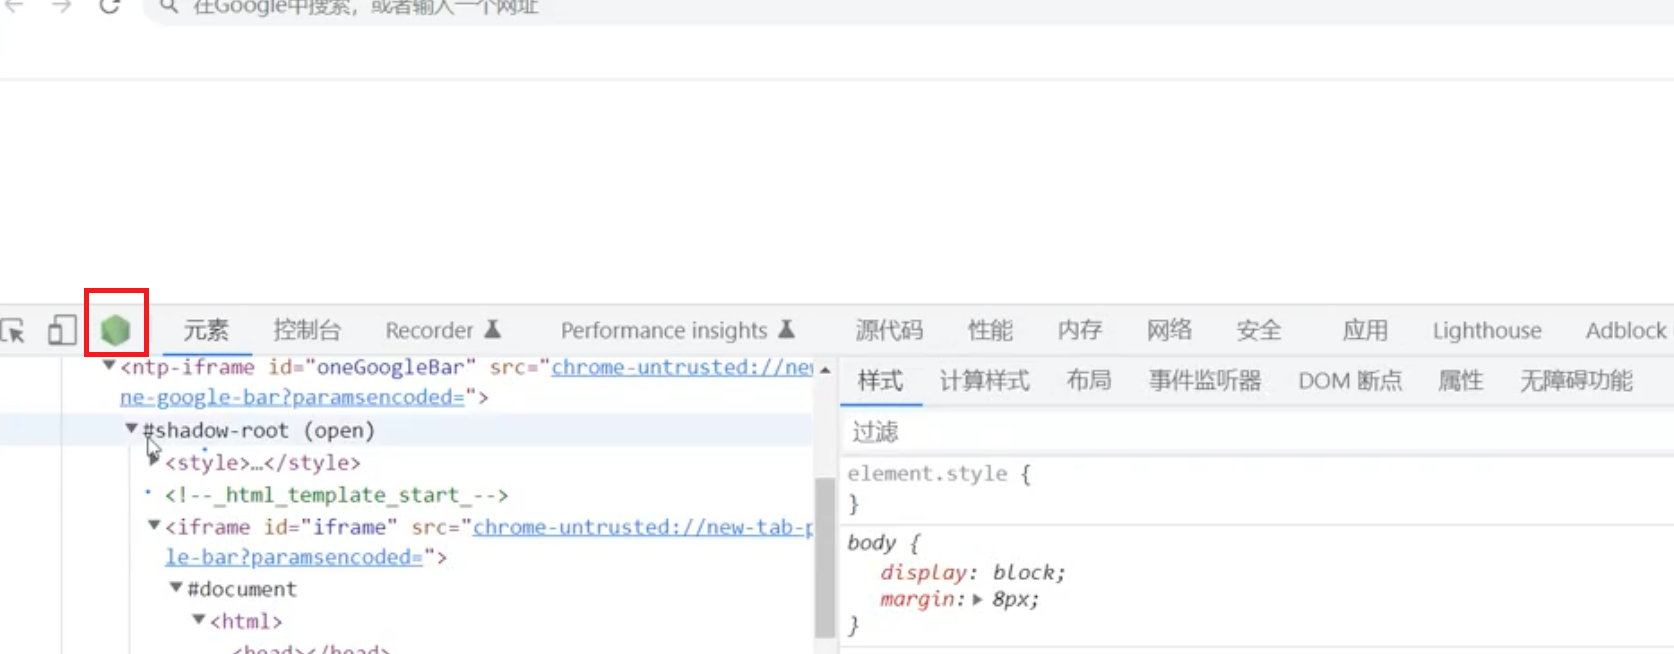 在Google中搜索，或者输入一个网址
元素 控制台 Recorder Performance insights 源代码 性能 内存 网络 安全 应用 Lighthouse Adblock
<ntp-iframe id="oneGoogleBar" src="chrome-untrusted://new
ne-google-bar?paramsencoded=">
#shadow-root (open)
<style>…</style>
<!--_html_template_start_-->
<iframe id="iframe" src="chrome-untrusted://new-tab-p
le-bar?paramsencoded=">
#document
<html>
<head></head>
样式 计算样式 布局 事件监听器 DOM 断点 属性 无障碍功能
过滤
element.style {
}
body {
display: block;
margin: 8px;
}